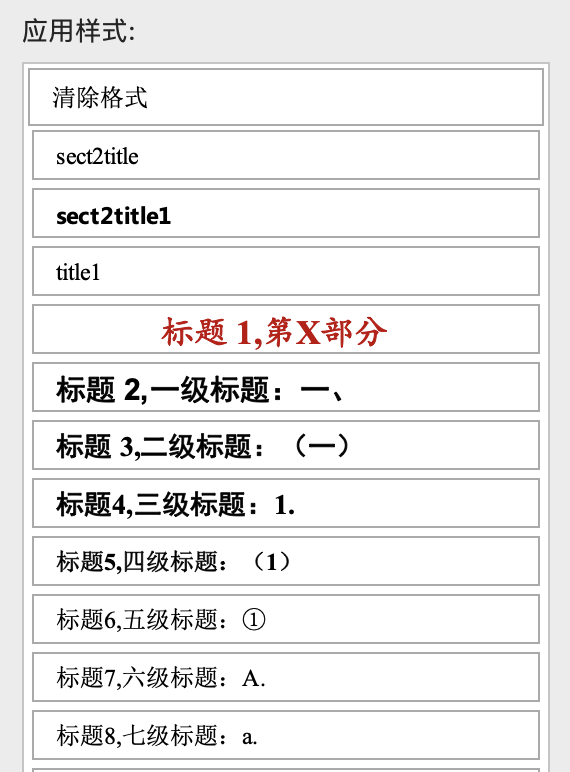 应用样式:
清除格式
sect2title
sect2title1
title1
标题 1,第X部分
标题 2,一级标题：一、
标题 3,二级标题：（一）
标题4,三级标题：1.
标题5,四级标题：（1）
标题6,五级标题：①
标题7,六级标题：A.
标题8,七级标题：a.